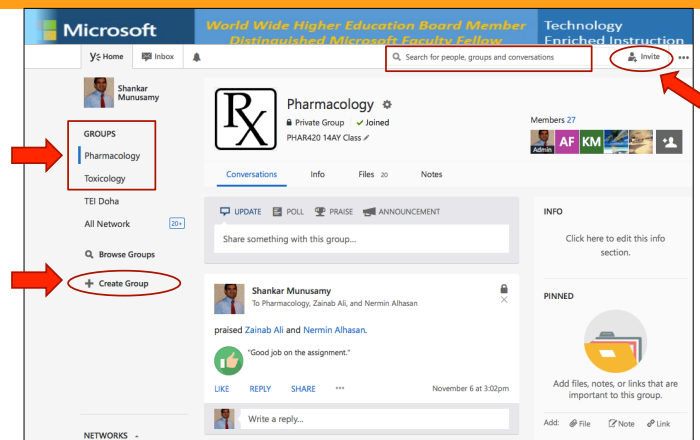 Microsoft
World Wide Higher Education Board Member
Distinguished Microsoft Faculty Fellow
Technology
Enriched Instruction
Home
Inbox
Search for people, groups and conversations
Invite
Shankar
Munusamy
GROUPS
Pharmacology
Toxicology
TEI Doha
All Network 20+
Browse Groups
Create Group
NETWORKS
Rx
Pharmacology
Private Group Joined
PHAR420 14AY Class
Members 27
Admin AF KM +1
Conversations Info Files 20 Notes
UPDATE POLL PRAISE ANNOUNCEMENT
Share something with this group...
Shankar Munusamy
To Pharmacology, Zainab Ali, and Nermin Alhasan
praised Zainab Ali and Nermin Alhasan.
"Good job on the assignment."
LIKE REPLY SHARE ••• November 6 at 3:02pm
Write a reply...
INFO
Click here to edit this info
section.
PINNED
Add files, notes, or links that are
important to this group.
Add: File Note Link